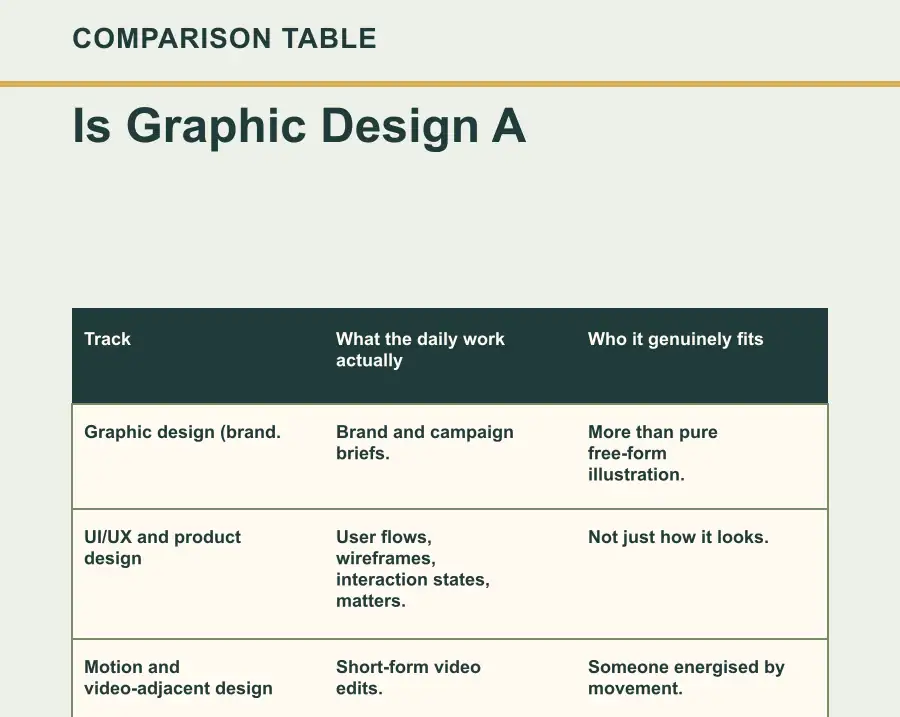 COMPARISON TABLE
Is Graphic Design A
Track
What the daily work
actually
Who it genuinely fits
Graphic design (brand.
Brand and campaign
briefs.
More than pure
free-form
illustration.
UI/UX and product
design
User flows,
wireframes,
interaction states,
matters.
Not just how it looks.
Motion and
video-adjacent design
Short-form video
edits.
Someone energised by
movement.